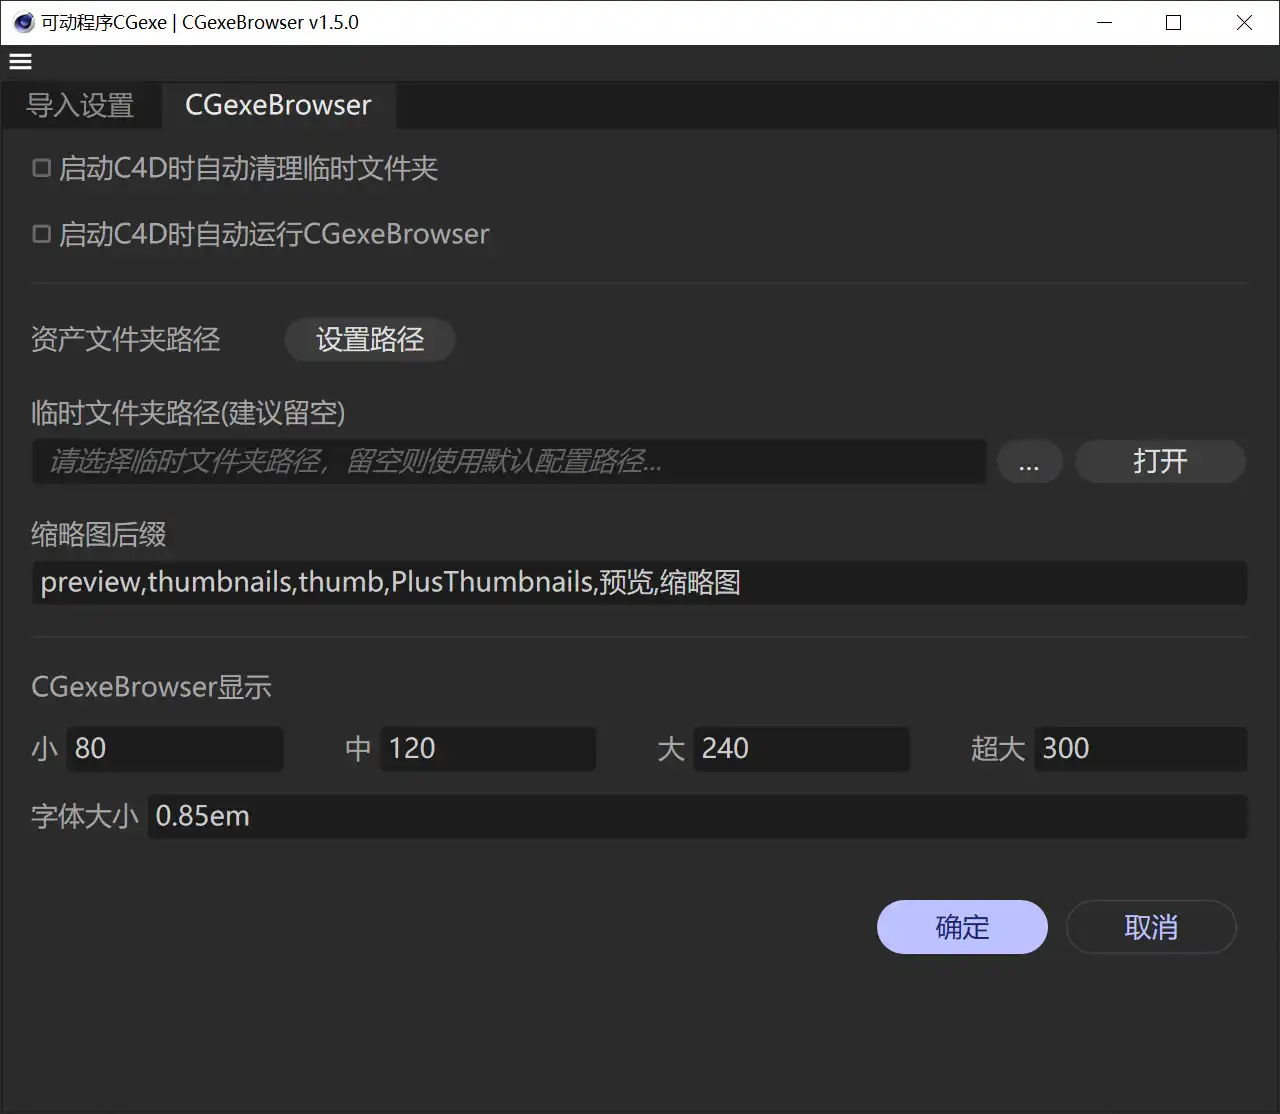 可动程序CGexe | CGexeBrowser v1.5.0
导入设置 CGexeBrowser
启动C4D时自动清理临时文件夹
启动C4D时自动运行CGexeBrowser
资产文件夹路径 设置路径
临时文件夹路径(建议留空)
请选择临时文件夹路径，留空则使用默认配置路径... ... 打开
缩略图后缀
preview,thumbnails,thumb,PlusThumbnails,预览,缩略图
CGexeBrowser显示
小 80 中 120 大 240 超大 300
字体大小 0.85em
确定 取消